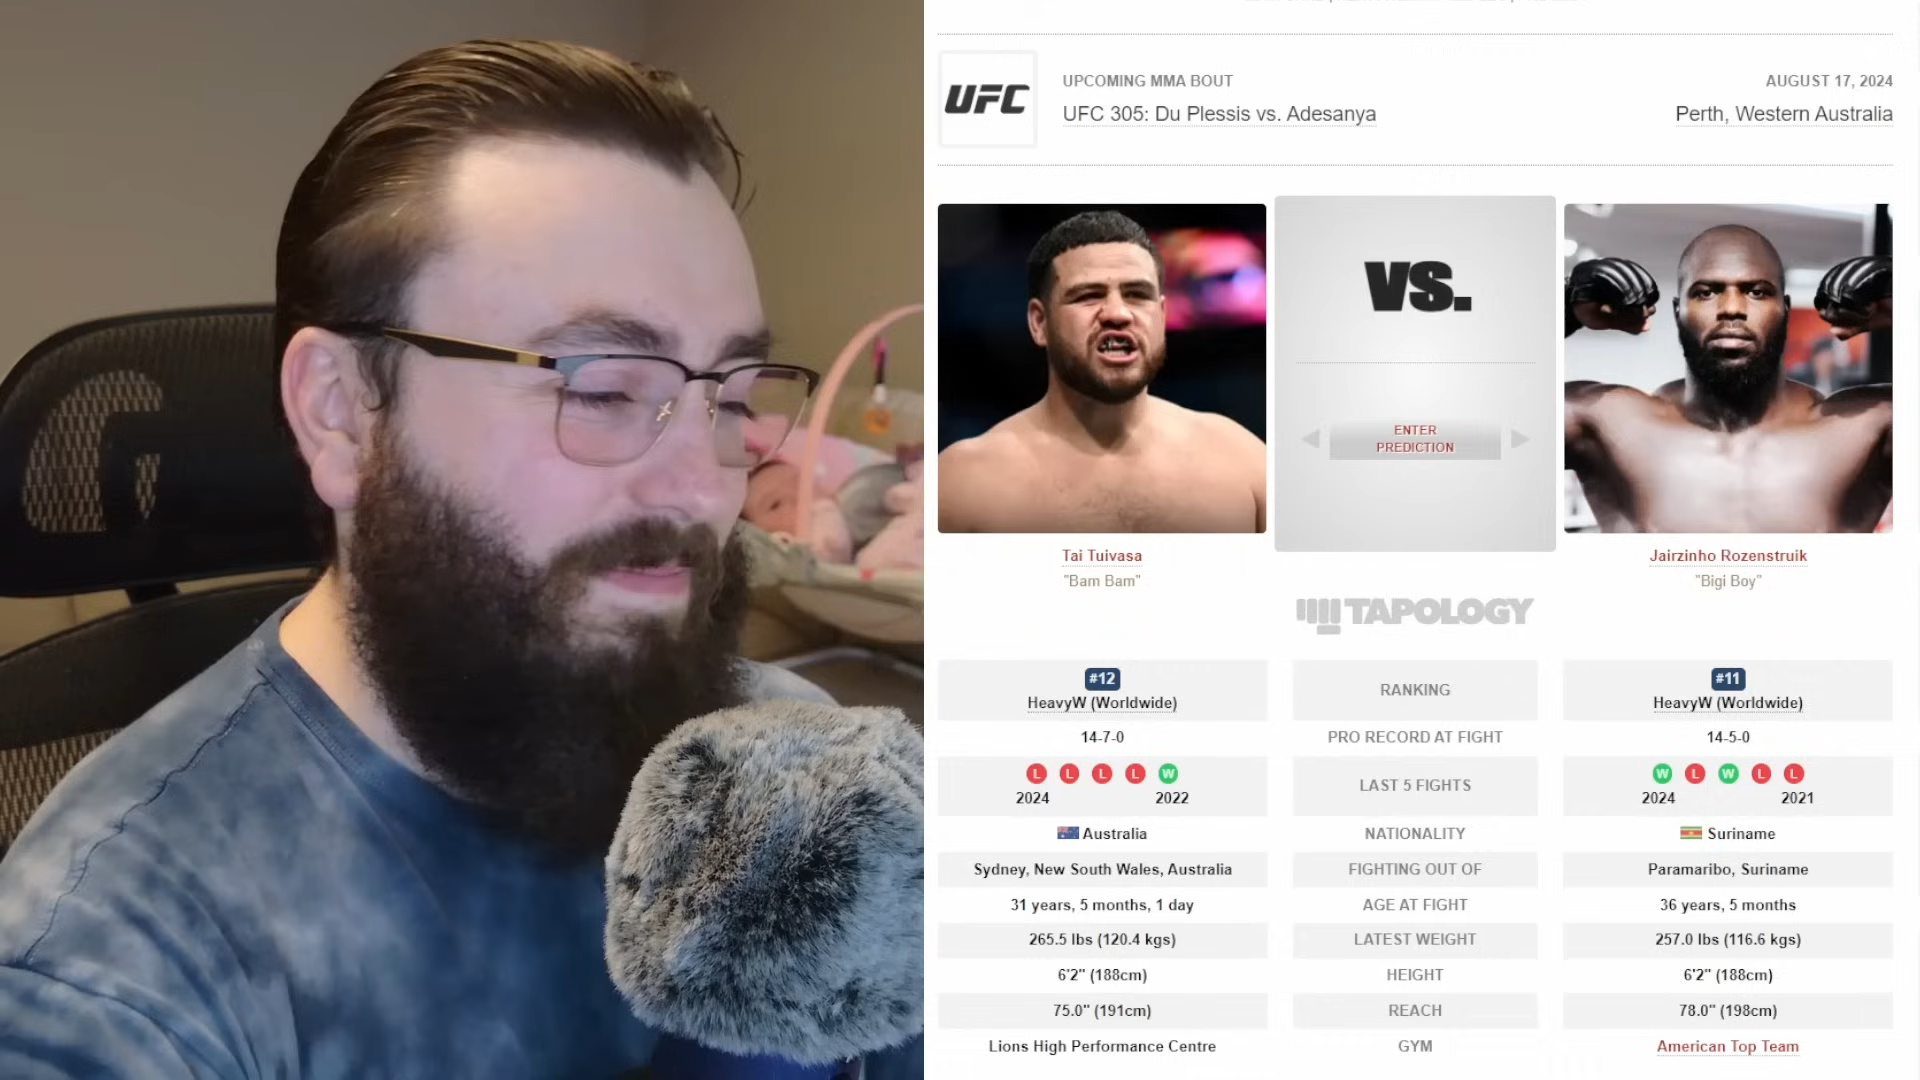 UFC
UPCOMING MMA BOUT
AUGUST 17, 2024
UFC 305: Du Plessis vs. Adesanya
Perth, Western Australia
VS.
ENTER
PREDICTION
Tai Tuivasa
Jairzinho Rozenstruik
"Bam Bam"
"Bigi Boy"
TAPOLOGY
#12
HeavyW (Worldwide)
RANKING
#11
HeavyW (Worldwide)
14-7-0
PRO RECORD AT FIGHT
14-5-0
L L L L W
2024 2022
LAST 5 FIGHTS
W L W L L
2024 2021
Australia
NATIONALITY
Suriname
Sydney, New South Wales, Australia
FIGHTING OUT OF
Paramaribo, Suriname
31 years, 5 months, 1 day
AGE AT FIGHT
36 years, 5 months
265.5 lbs (120.4 kgs)
LATEST WEIGHT
257.0 lbs (116.6 kgs)
6'2" (188cm)
HEIGHT
6'2" (188cm)
75.0" (191cm)
REACH
78.0" (198cm)
Lions High Performance Centre
GYM
American Top Team